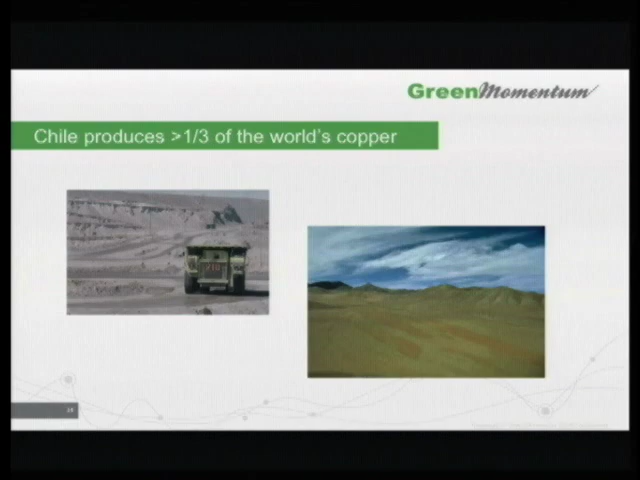 GreenMomentum
Chile produces >1/3 of the world's copper